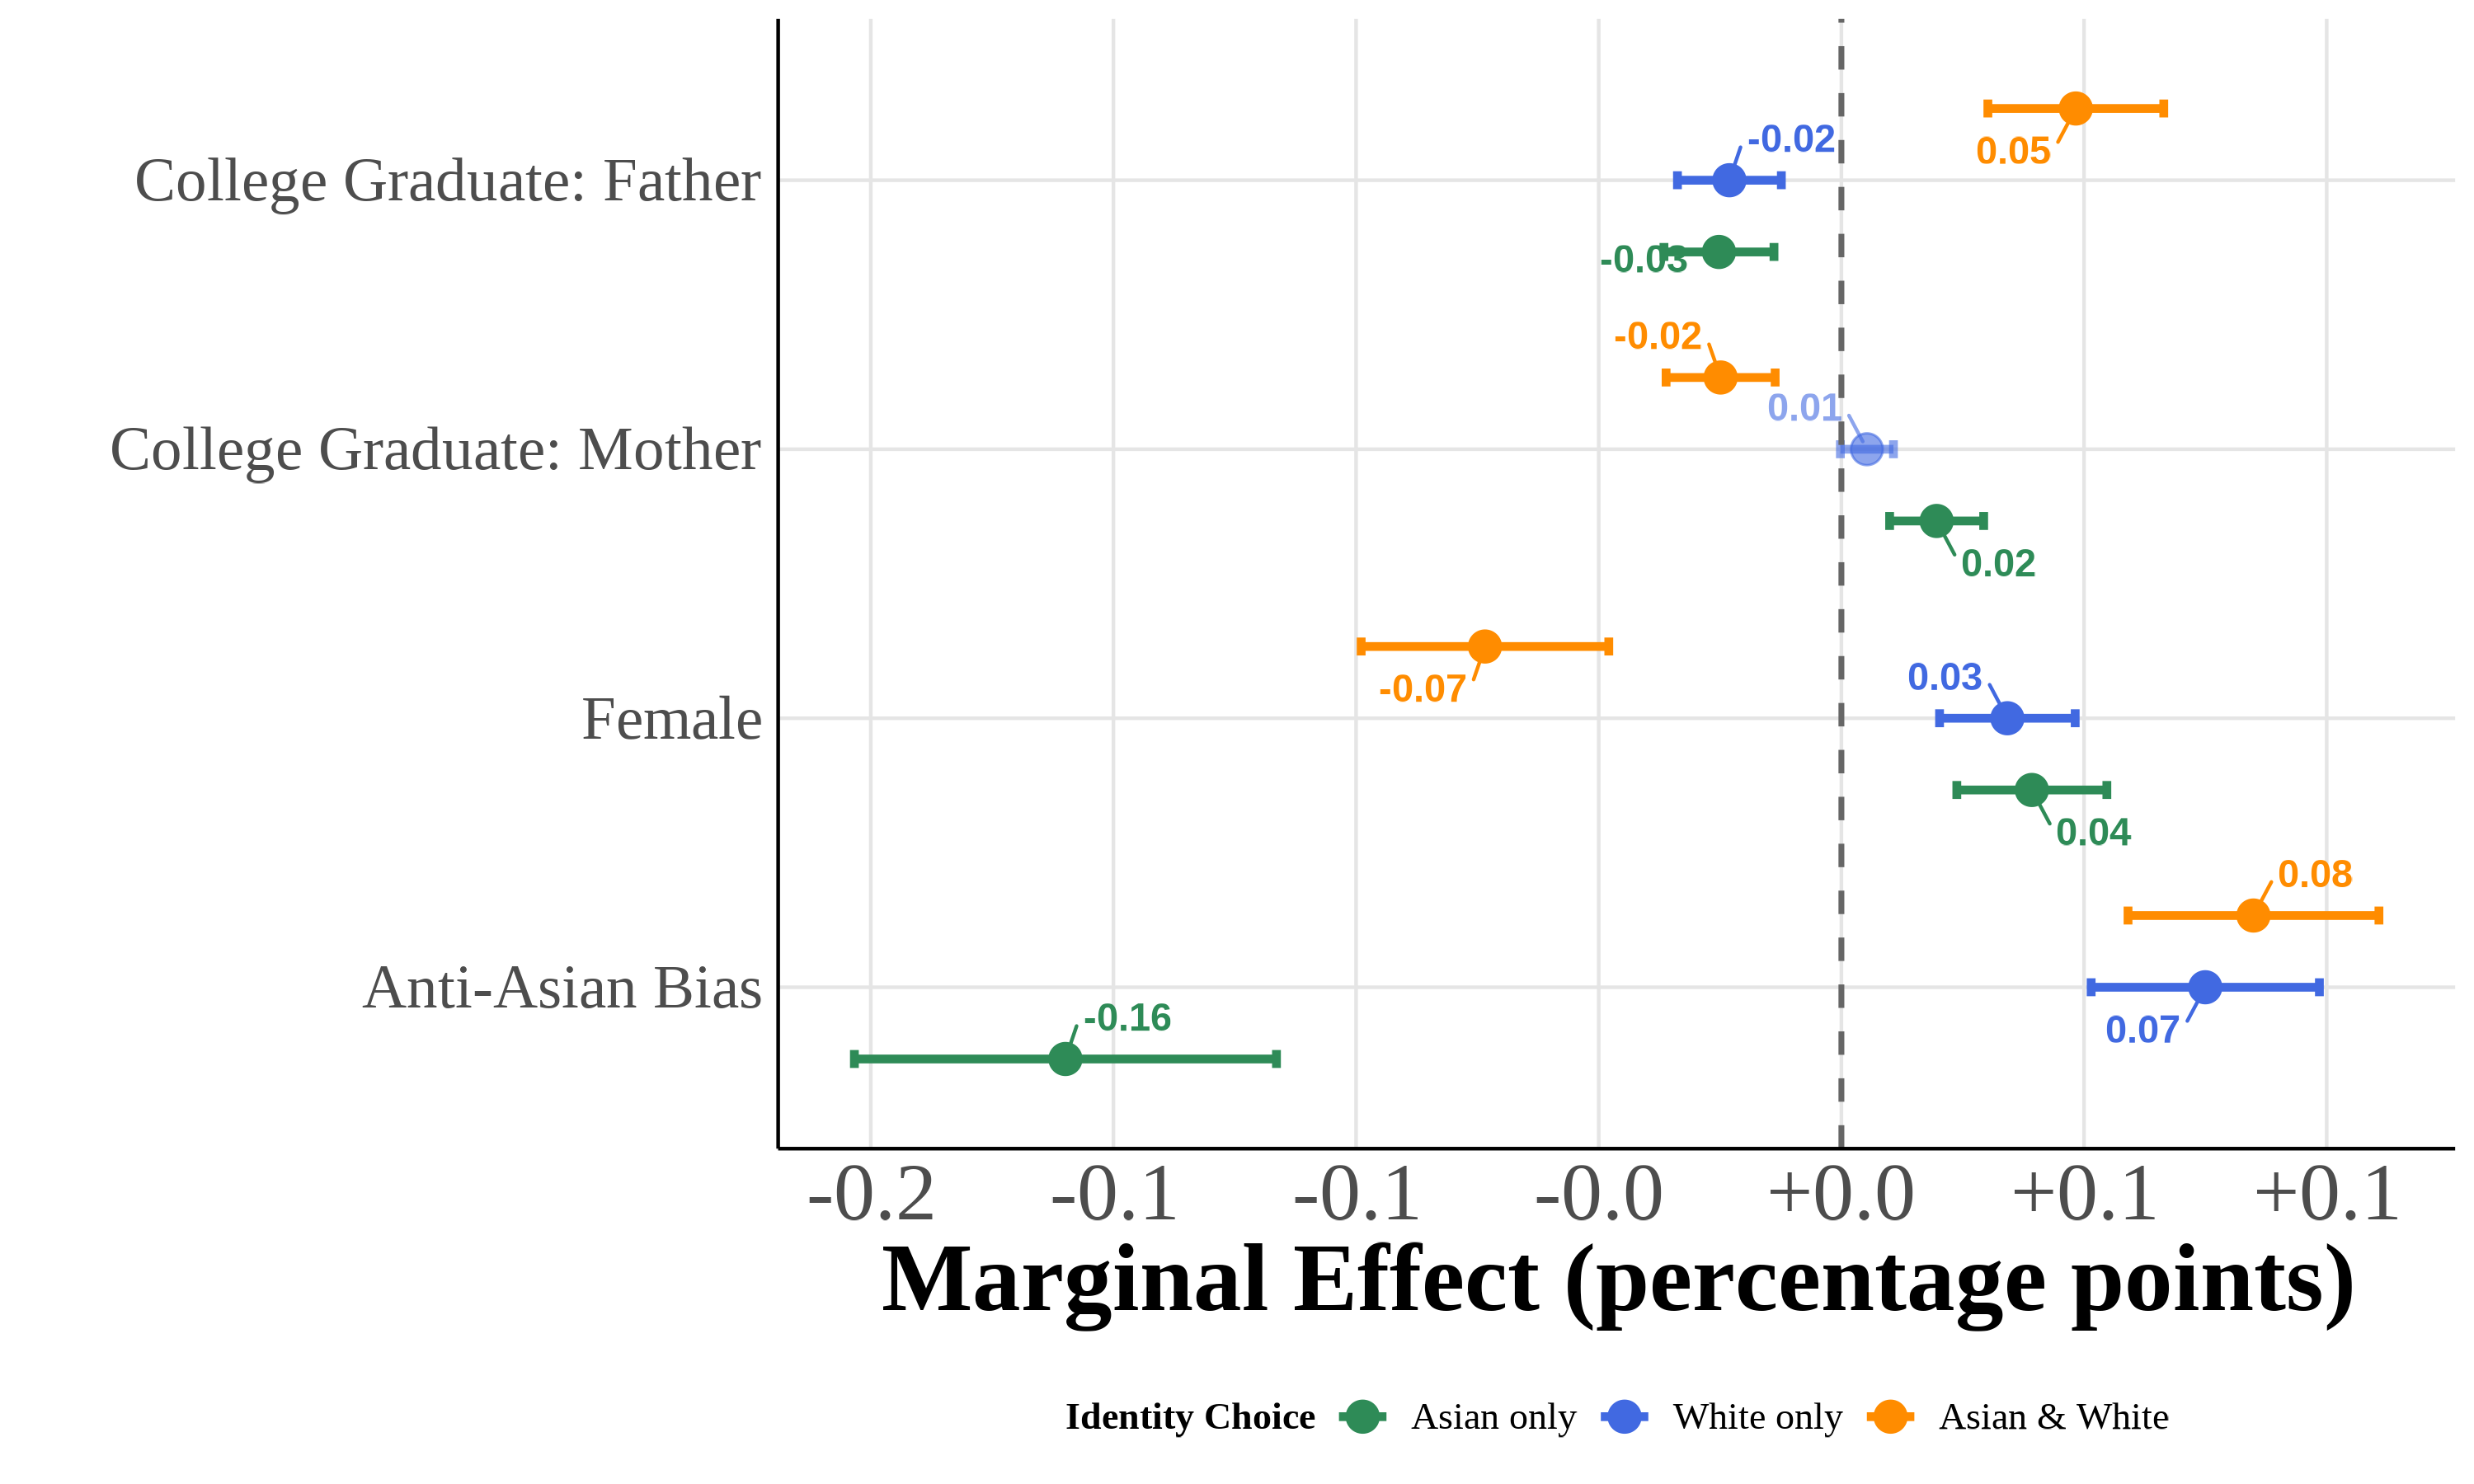 0.05
-0.02
College Graduate: Father
-0.03
-0.02
0.01
College Graduate: Mother
0.02
-0.07
0.03
Female
0.04
0.08
Anti-Asian Bias
-0.16
0.07
-0.2 -0.1 -0.1 -0.0 +0.0 +0.1 +0.1
Marginal Effect (percentage points)
Identity Choice Asian only White only Asian & White